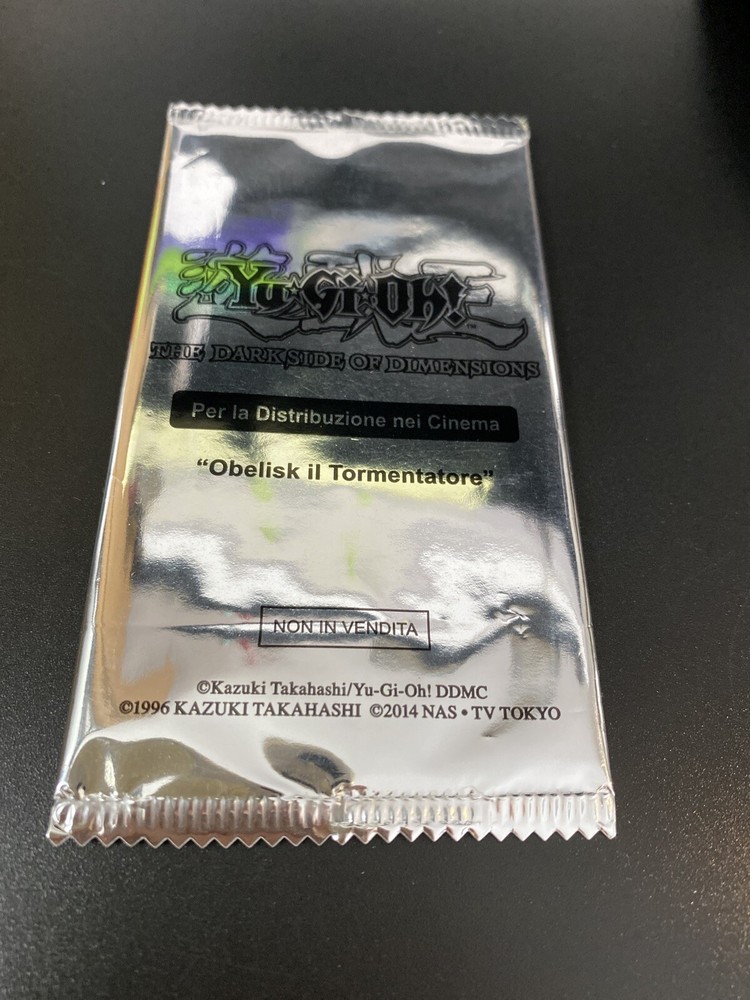 Yu-Gi-Oh!
™
THE DARK SIDE OF DIMENSIONS
Per la Distribuzione nei Cinema
“Obelisk il Tormentatore”
NON IN VENDITA
©Kazuki Takahashi/Yu-Gi-Oh! DDMC
©1996 KAZUKI TAKAHASHI ©2014 NAS • TV TOKYO